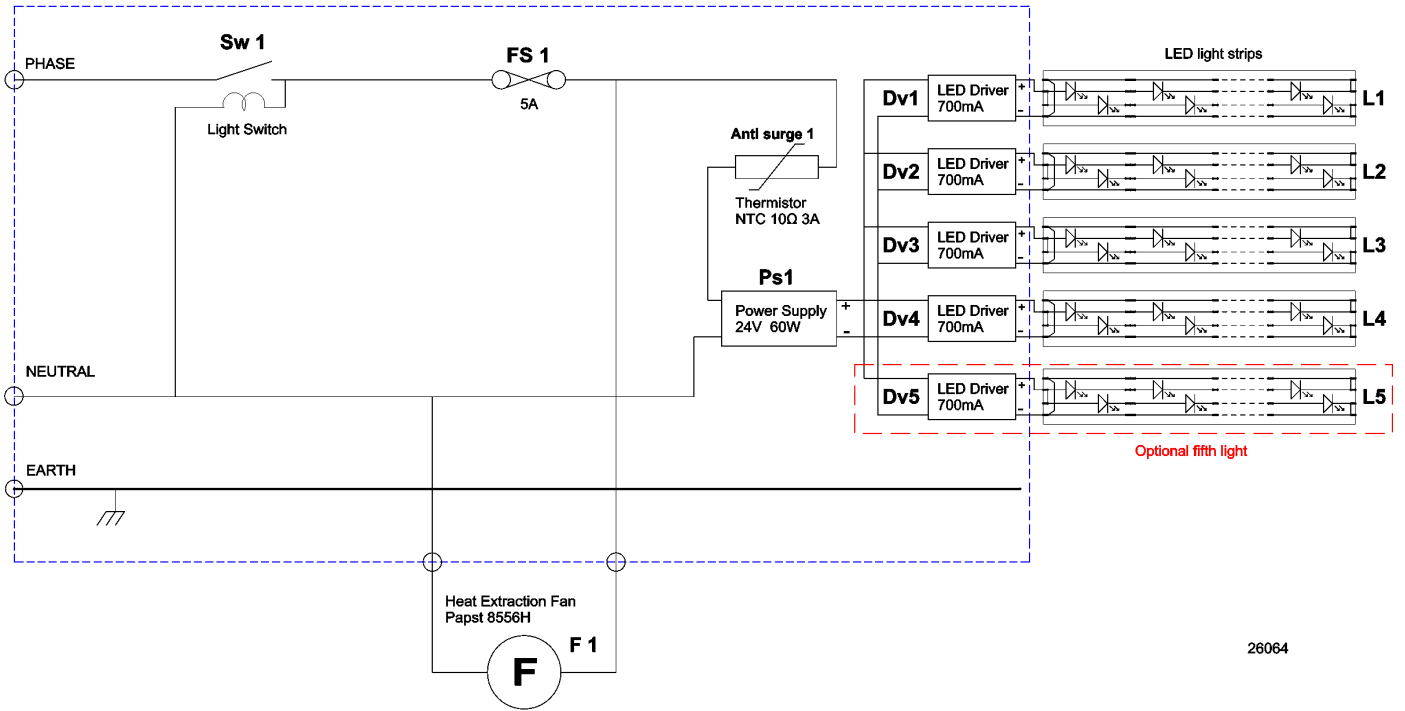 Sw 1
PHASE
FS 1
5A
Light Switch
Anti surge 1
Thermistor
NTC 10Ω 3A
Ps1
Power Supply
24V 60W
+
-
NEUTRAL
EARTH
Heat Extraction Fan
Papst 8556H
F 1
F
LED light strips
Dv1
LED Driver
700mA
+
-
L1
Dv2
LED Driver
700mA
+
-
L2
Dv3
LED Driver
700mA
+
-
L3
Dv4
LED Driver
700mA
+
-
L4
Dv5
LED Driver
700mA
+
-
L5
Optional fifth light
26064